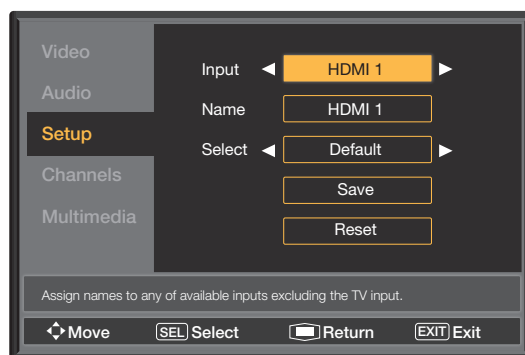 Video
Audio
Setup
Channels
Multimedia
Input HDMI 1
Name HDMI 1
Select Default
Save
Reset
Assign names to any of available inputs excluding the TV input.
Move SEL Select Return EXIT Exit